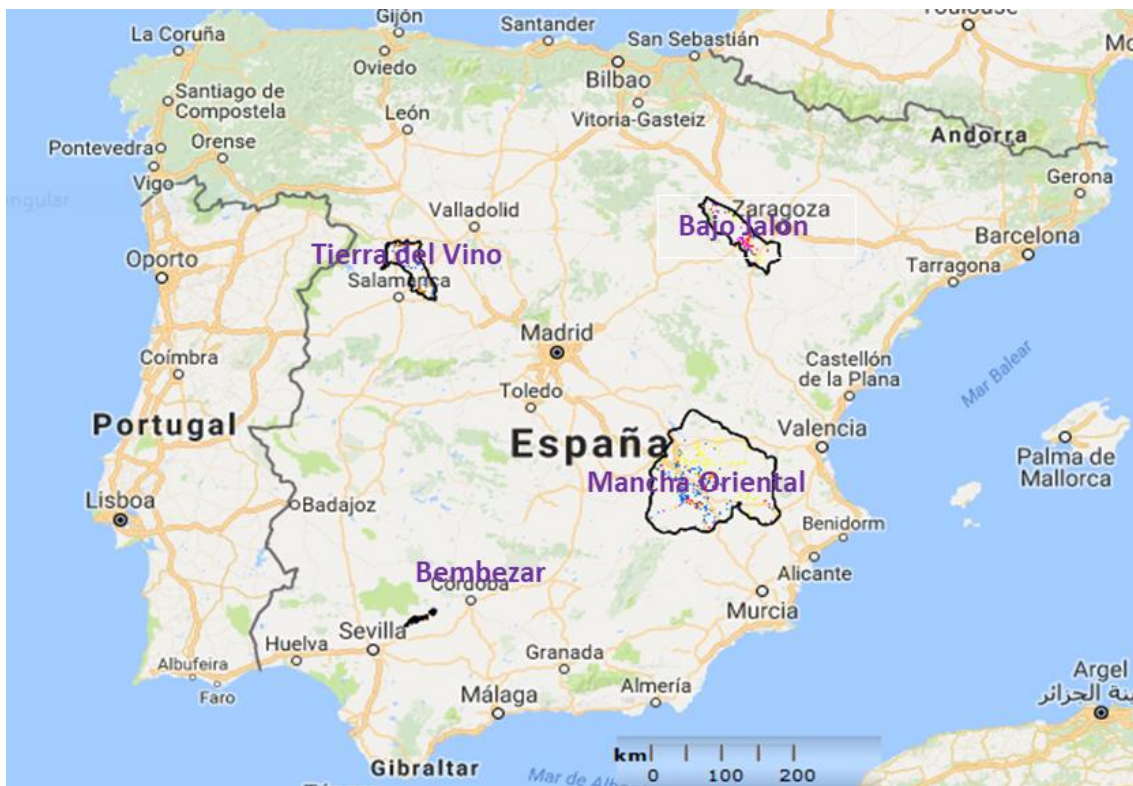 La Coruña
Gijón
Santander
San Sebastián
Toulouse
Oviedo
Bilbao
Santiago de
Compostela
León
Vitoria-Gasteiz
Andorra
Pontevedra
Orense
Vigo
Gerona
Valladolid
Zaragoza
Bajo Jalón
Barcelona
Tierra del Vino
Oporto
Salamanca
Tarragona
Madrid
Coímbra
Toledo
Castellón
de la Plana
Mar Balear
Portugal
España
Valencia
Palma de
Mallorca
Mancha Oriental
Lisboa
Badajoz
Benidorm
Bembezar
Córdoba
Alicante
Murcia
Sevilla
Huelva
Granada
Albufeira
Faro
Almería
Málaga
Argel
km
0
100
200
Gibraltar